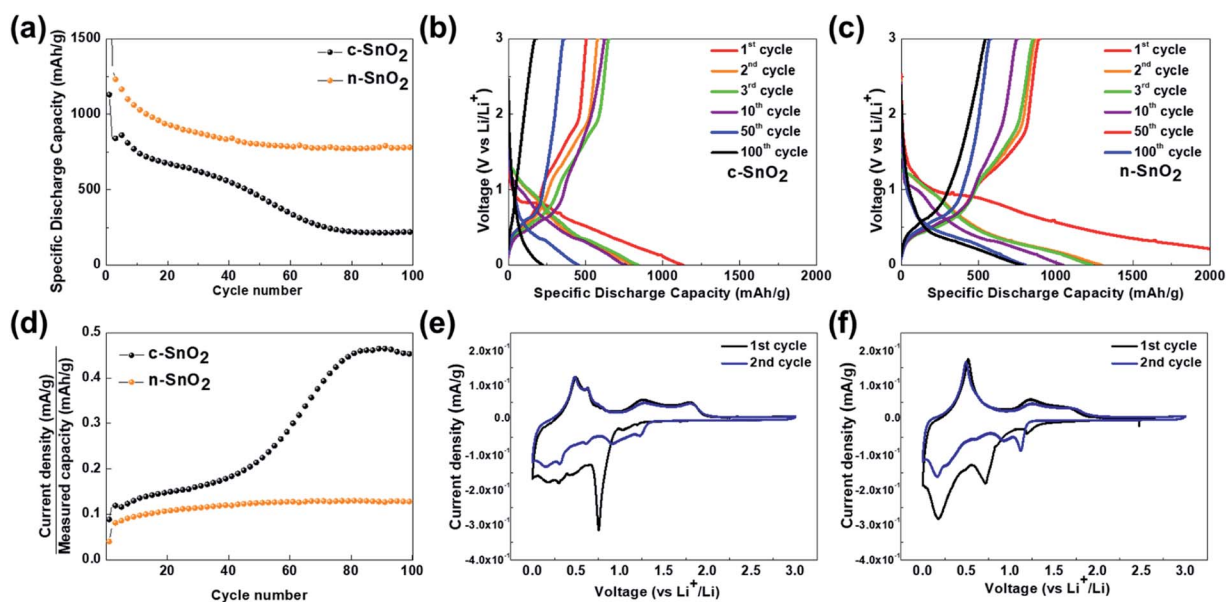 (a)
Specific Discharge Capacity (mAh/g)
1500
1000
500
0
0
20
40
60
80
100
Cycle number
c-SnO2
n-SnO2
(b)
Voltage (V vs Li/Li+)
3
2
1
0
0
500
1000
1500
2000
Specific Discharge Capacity (mAh/g)
1st cycle
2nd cycle
3rd cycle
10th cycle
50th cycle
100th cycle
c-SnO2
(c)
Voltage (V vs Li/Li+)
3
2
1
0
0
500
1000
1500
2000
Specific Discharge Capacity (mAh/g)
1st cycle
2nd cycle
3rd cycle
10th cycle
50th cycle
100th cycle
n-SnO2
(d)
Current density (mA/g)
Measured capacity (mAh/g)
0.5
0.4
0.3
0.2
0.1
0.0
0
20
40
60
80
100
Cycle number
c-SnO2
n-SnO2
(e)
Current density (mA/g)
2.0x10-1
1.0x10-1
0.0
-1.0x10-1
-2.0x10-1
-3.0x10-1
-4.0x10-1
0.0
0.5
1.0
1.5
2.0
2.5
3.0
Voltage (vs Li+/Li)
1st cycle
2nd cycle
(f)
Current density (mA/g)
2.0x10-1
1.0x10-1
0.0
-1.0x10-1
-2.0x10-1
-3.0x10-1
-4.0x10-1
0.0
0.5
1.0
1.5
2.0
2.5
3.0
Voltage (vs Li+/Li)
1st cycle
2nd cycle